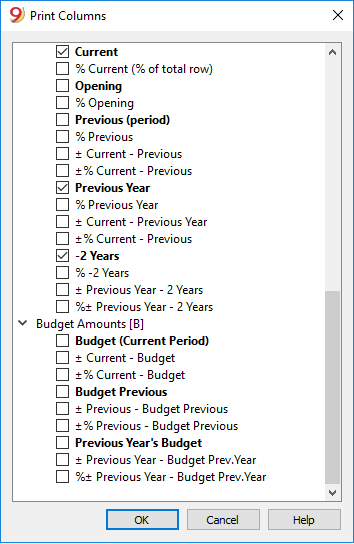 Print Columns
Current
% Current (% of total row)
Opening
% Opening
Previous (period)
% Previous
± Current - Previous
±% Current - Previous
Previous Year
% Previous Year
± Current - Previous Year
±% Current - Previous
-2 Years
% -2 Years
± Previous Year - 2 Years
%± Previous Year - 2 Years
Budget Amounts [B]
Budget (Current Period)
± Current - Budget
±% Current - Budget
Budget Previous
± Previous - Budget Previous
±% Previous - Budget Previous
Previous Year's Budget
± Previous Year - Budget Prev.Year
%± Previous Year - Budget Prev.Year
OK Cancel Help